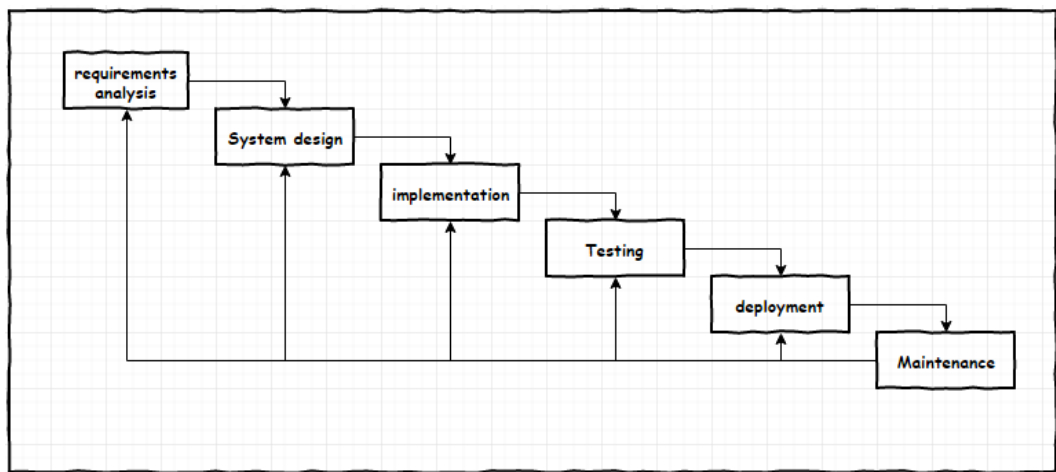 requirements
analysis
System design
implementation
Testing
deployment
Maintenance